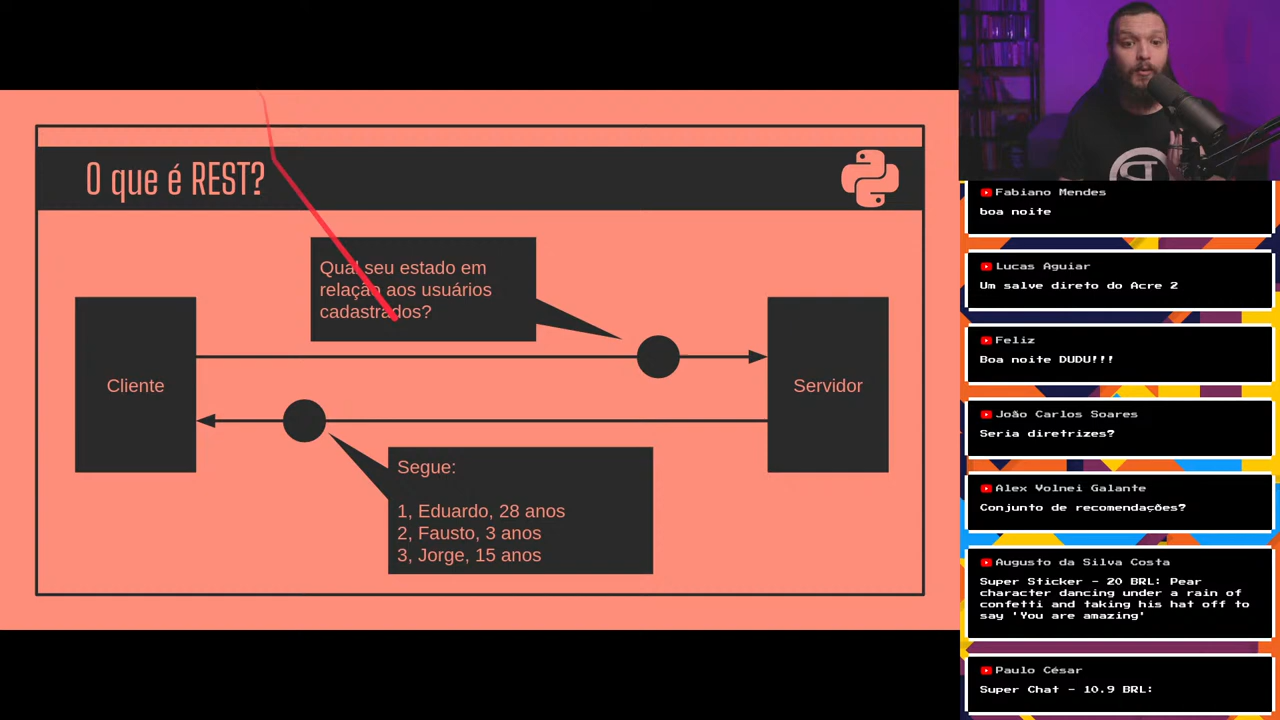 O que é REST?
Qual seu estado em
relação aos usuários
cadastrados?
Cliente
Servidor
Segue:
1, Eduardo, 28 anos
2, Fausto, 3 anos
3, Jorge, 15 anos
Fabiano Mendes
boa noite
Lucas Aguiar
Um salve direto do Acre 2
Feliz
Boa noite DUDU!!!
João Carlos Soares
Seria diretrizes?
Alex Volnei Galante
Conjunto de recomendações?
Augusto da Silva Costa
Super Sticker - 20 BRL: Pear
character dancing under a rain of
confetti and taking his hat off to
say 'You are amazing'
Paulo César
Super Chat - 10.9 BRL: